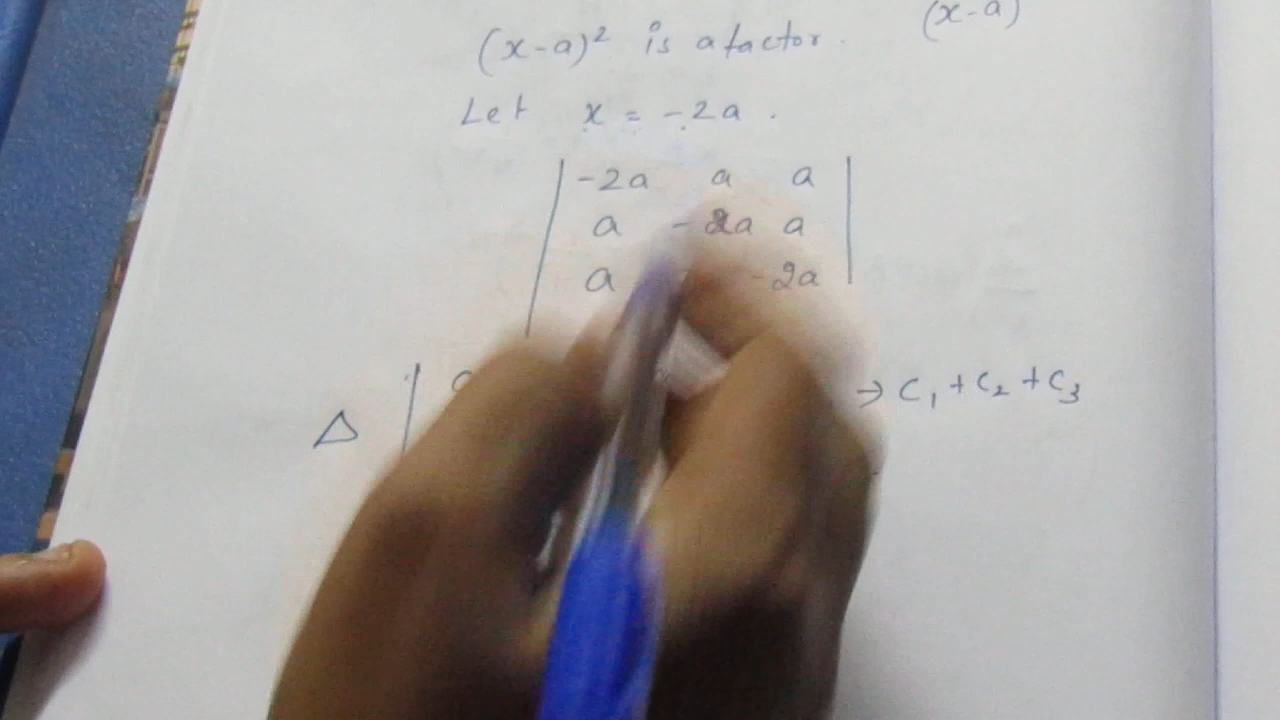 (x-a)² is a factor. (x-a)
Let x = -2a.
-2a a a
a -2a a
a -2a
Δ → C₁ + C₂ + C₃